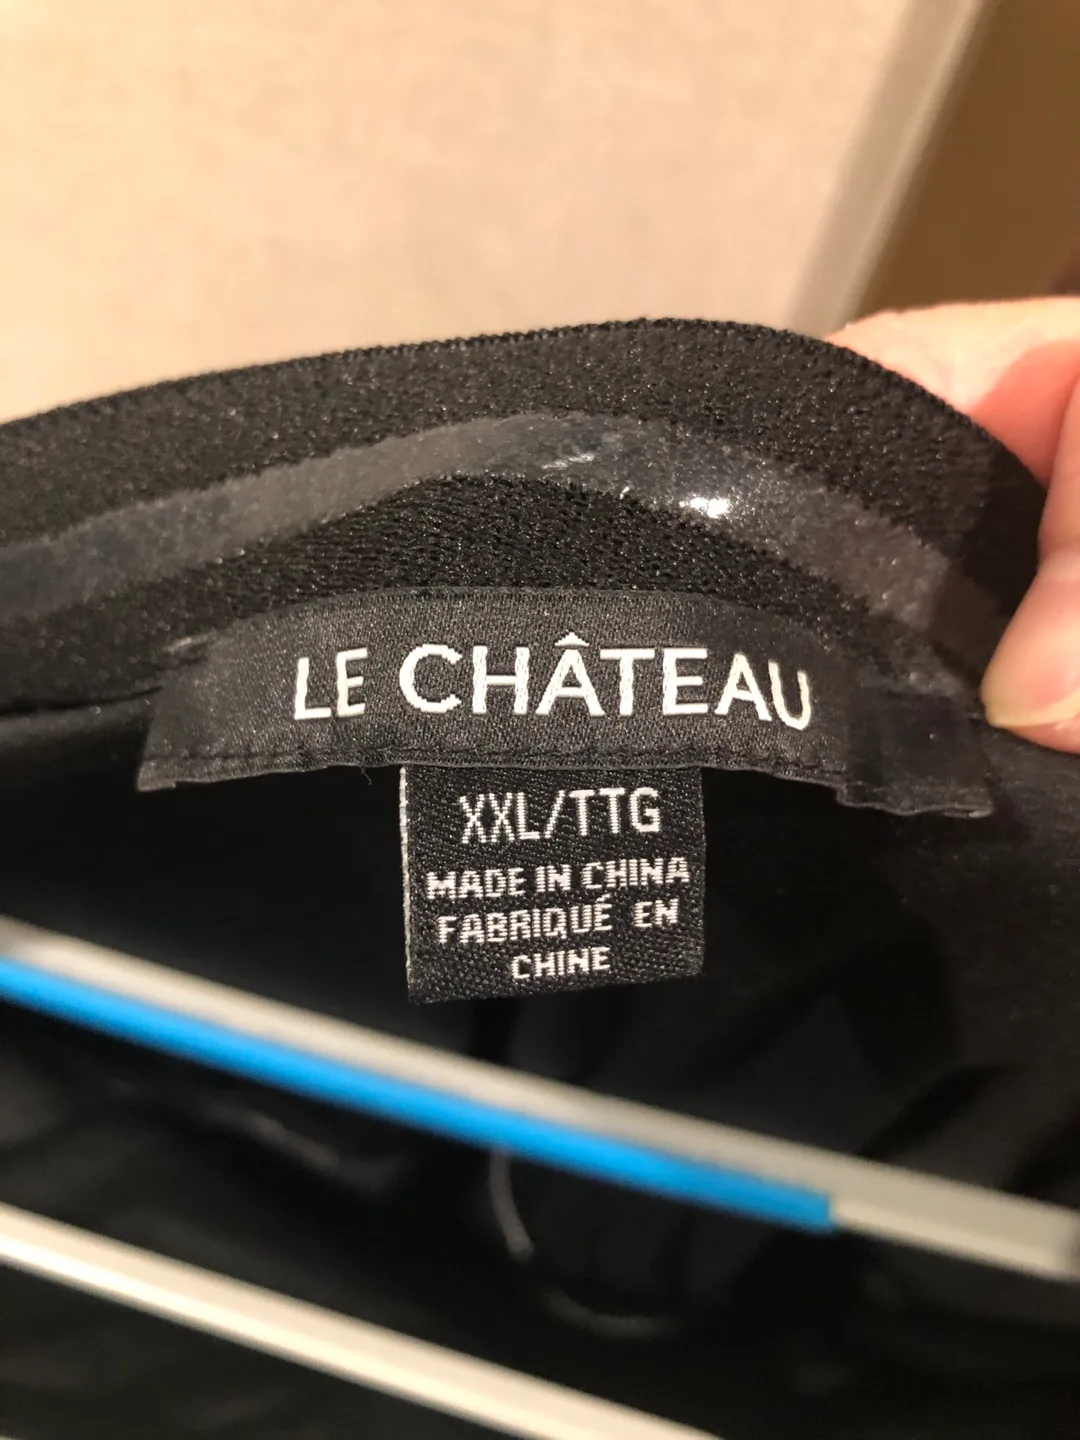 LE CHÂTEAU
XXL/TTG
MADE IN CHINA
FABRIQUÉ EN
CHINE